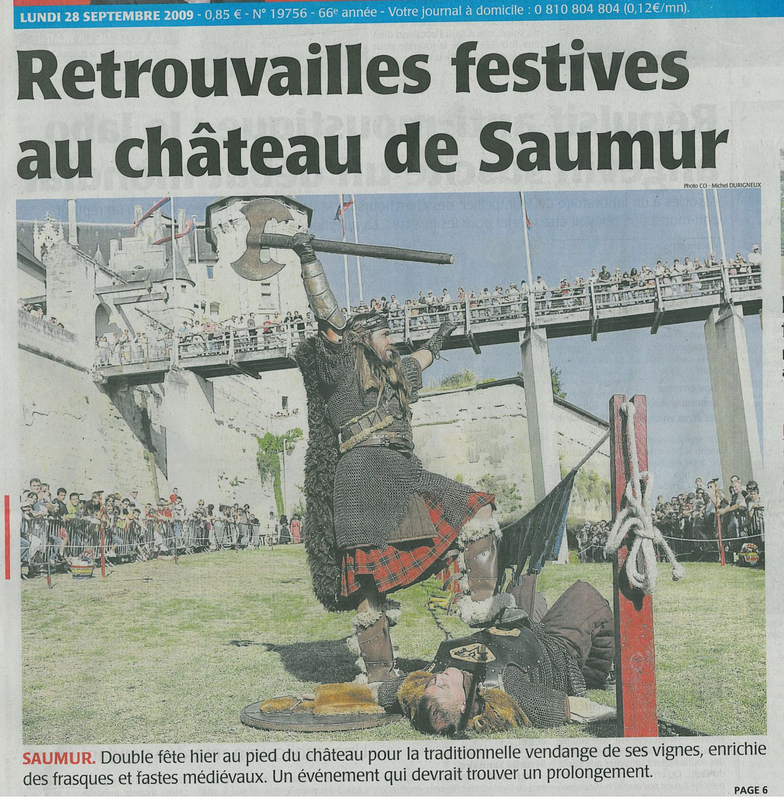 LUNDI 28 SEPTEMBRE 2009 - 0,85 € - N° 19756 - 66e année - Votre journal à domicile : 0 810 804 804 (0,12€/mn).
Retrouvailles festives
au château de Saumur
Photo CO - Michel DURIGNEUX
SAUMUR. Double fête hier au pied du château pour la traditionnelle vendange de ses vignes, enrichie
des frasques et fastes médiévaux. Un événement qui devrait trouver un prolongement.
PAGE 6